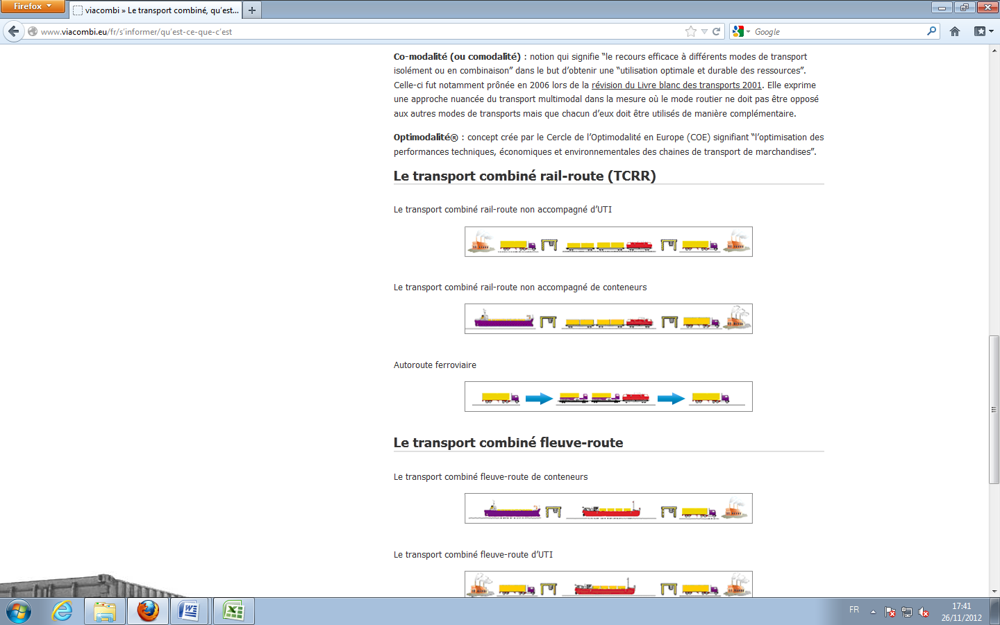 Firefox
viacombi » Le transport combiné, qu'est...
www.viacombi.eu/fr/s'informer/qu'est-ce-que-c'est
Google
Co-modalité (ou comodalité) : notion qui signifie “le recours efficace à différents modes de transport
isolément ou en combinaison” dans le but d’obtenir une “utilisation optimale et durable des ressources”.
Celle-ci fut notamment prônée en 2006 lors de la révision du Livre blanc des transports 2001. Elle exprime
une approche nuancée du transport multimodal dans la mesure où le mode routier ne doit pas être opposé
aux autres modes de transports mais que chacun d’eux doit être utilisés de manière complémentaire.
Optimodalité® : concept crée par le Cercle de l’Optimodalité en Europe (COE) signifiant “l’optimisation des
performances techniques, économiques et environnementales des chaines de transport de marchandises”.
Le transport combiné rail-route (TCRR)
Le transport combiné rail-route non accompagné d’UTI
Le transport combiné rail-route non accompagné de conteneurs
Autoroute ferroviaire
Le transport combiné fleuve-route
Le transport combiné fleuve-route de conteneurs
Le transport combiné fleuve-route d’UTI
FR
17:41
26/11/2012